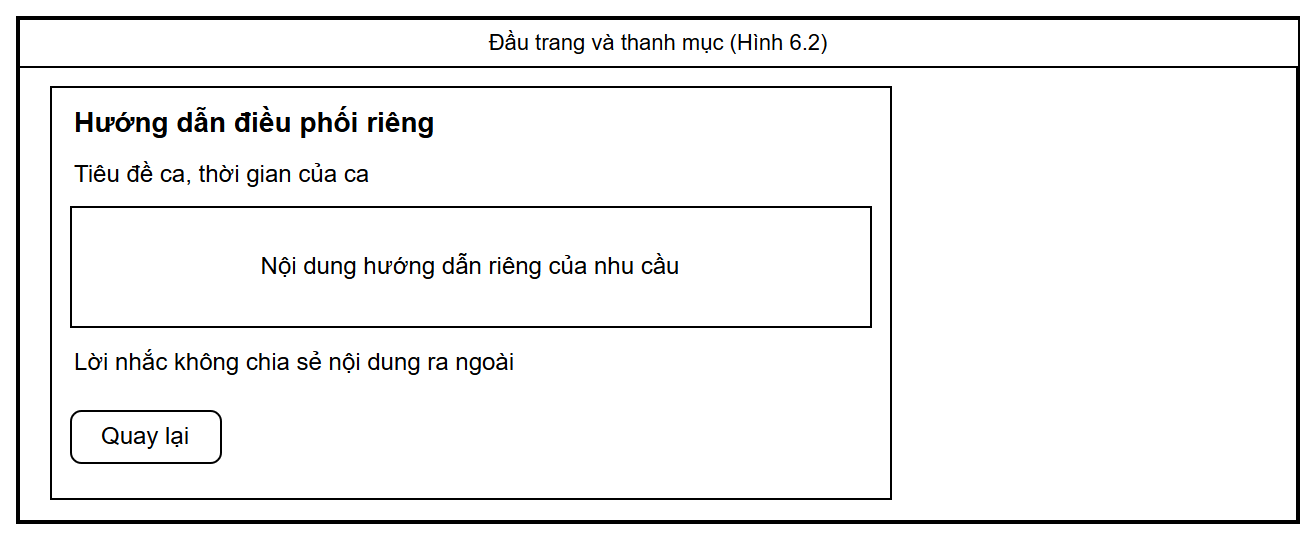 Đầu trang và thanh mục (Hình 6.2)
Hướng dẫn điều phối riêng
Tiêu đề ca, thời gian của ca
Nội dung hướng dẫn riêng của nhu cầu
Lời nhắc không chia sẻ nội dung ra ngoài
Quay lại